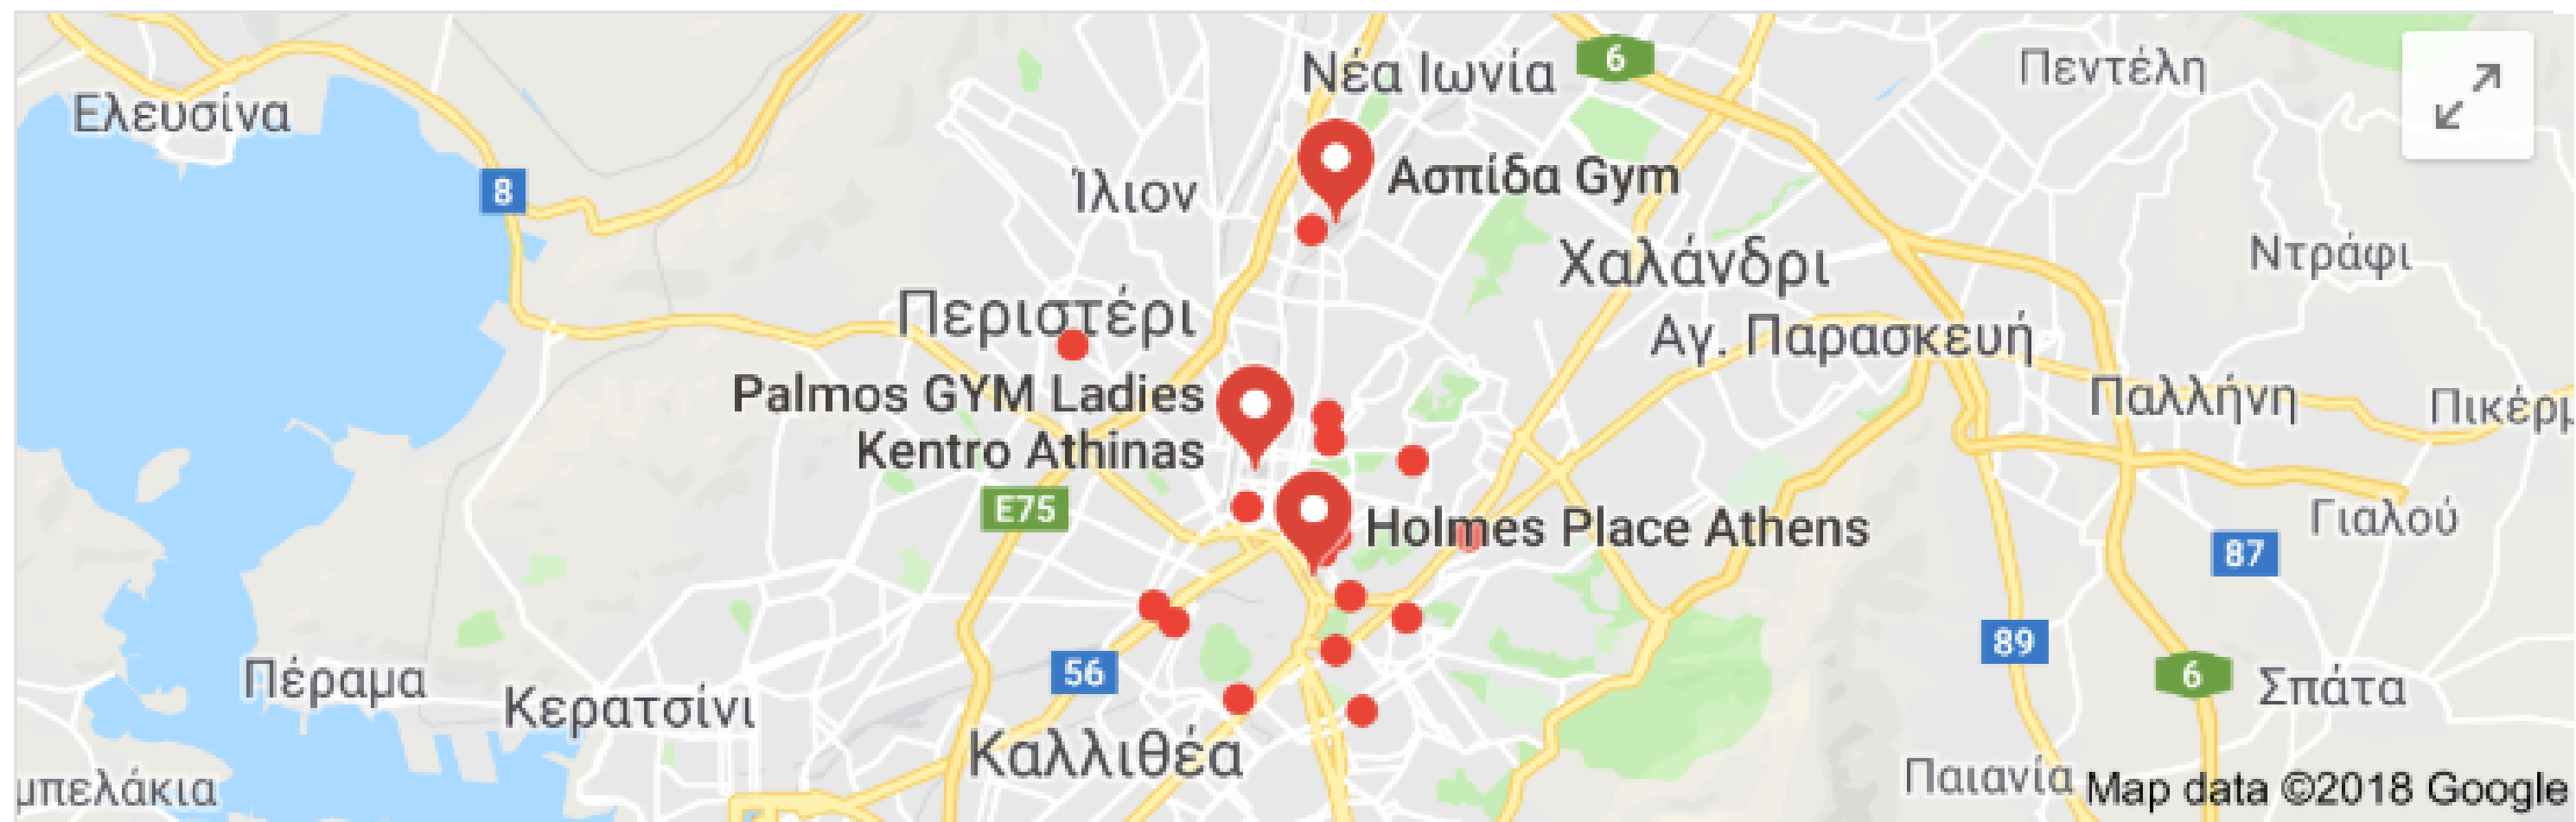 Νέα Ιωνία
6
Πεντέλη
Ελευσίνα
8
Ίλιον
Ασπίδα Gym
Χαλάνδρι
Ντράφι
Περιστέρι
Αγ. Παρασκευή
Palmos GYM Ladies
Kentro Athinas
Παλλήνη
Πικέρμ
E75
Holmes Place Athens
Γιαλού
87
89
56
6
Πέραμα
Κερατσίνι
Σπάτα
Καλλιθέα
μπελάκια
Παιανία
Map data ©2018 Google